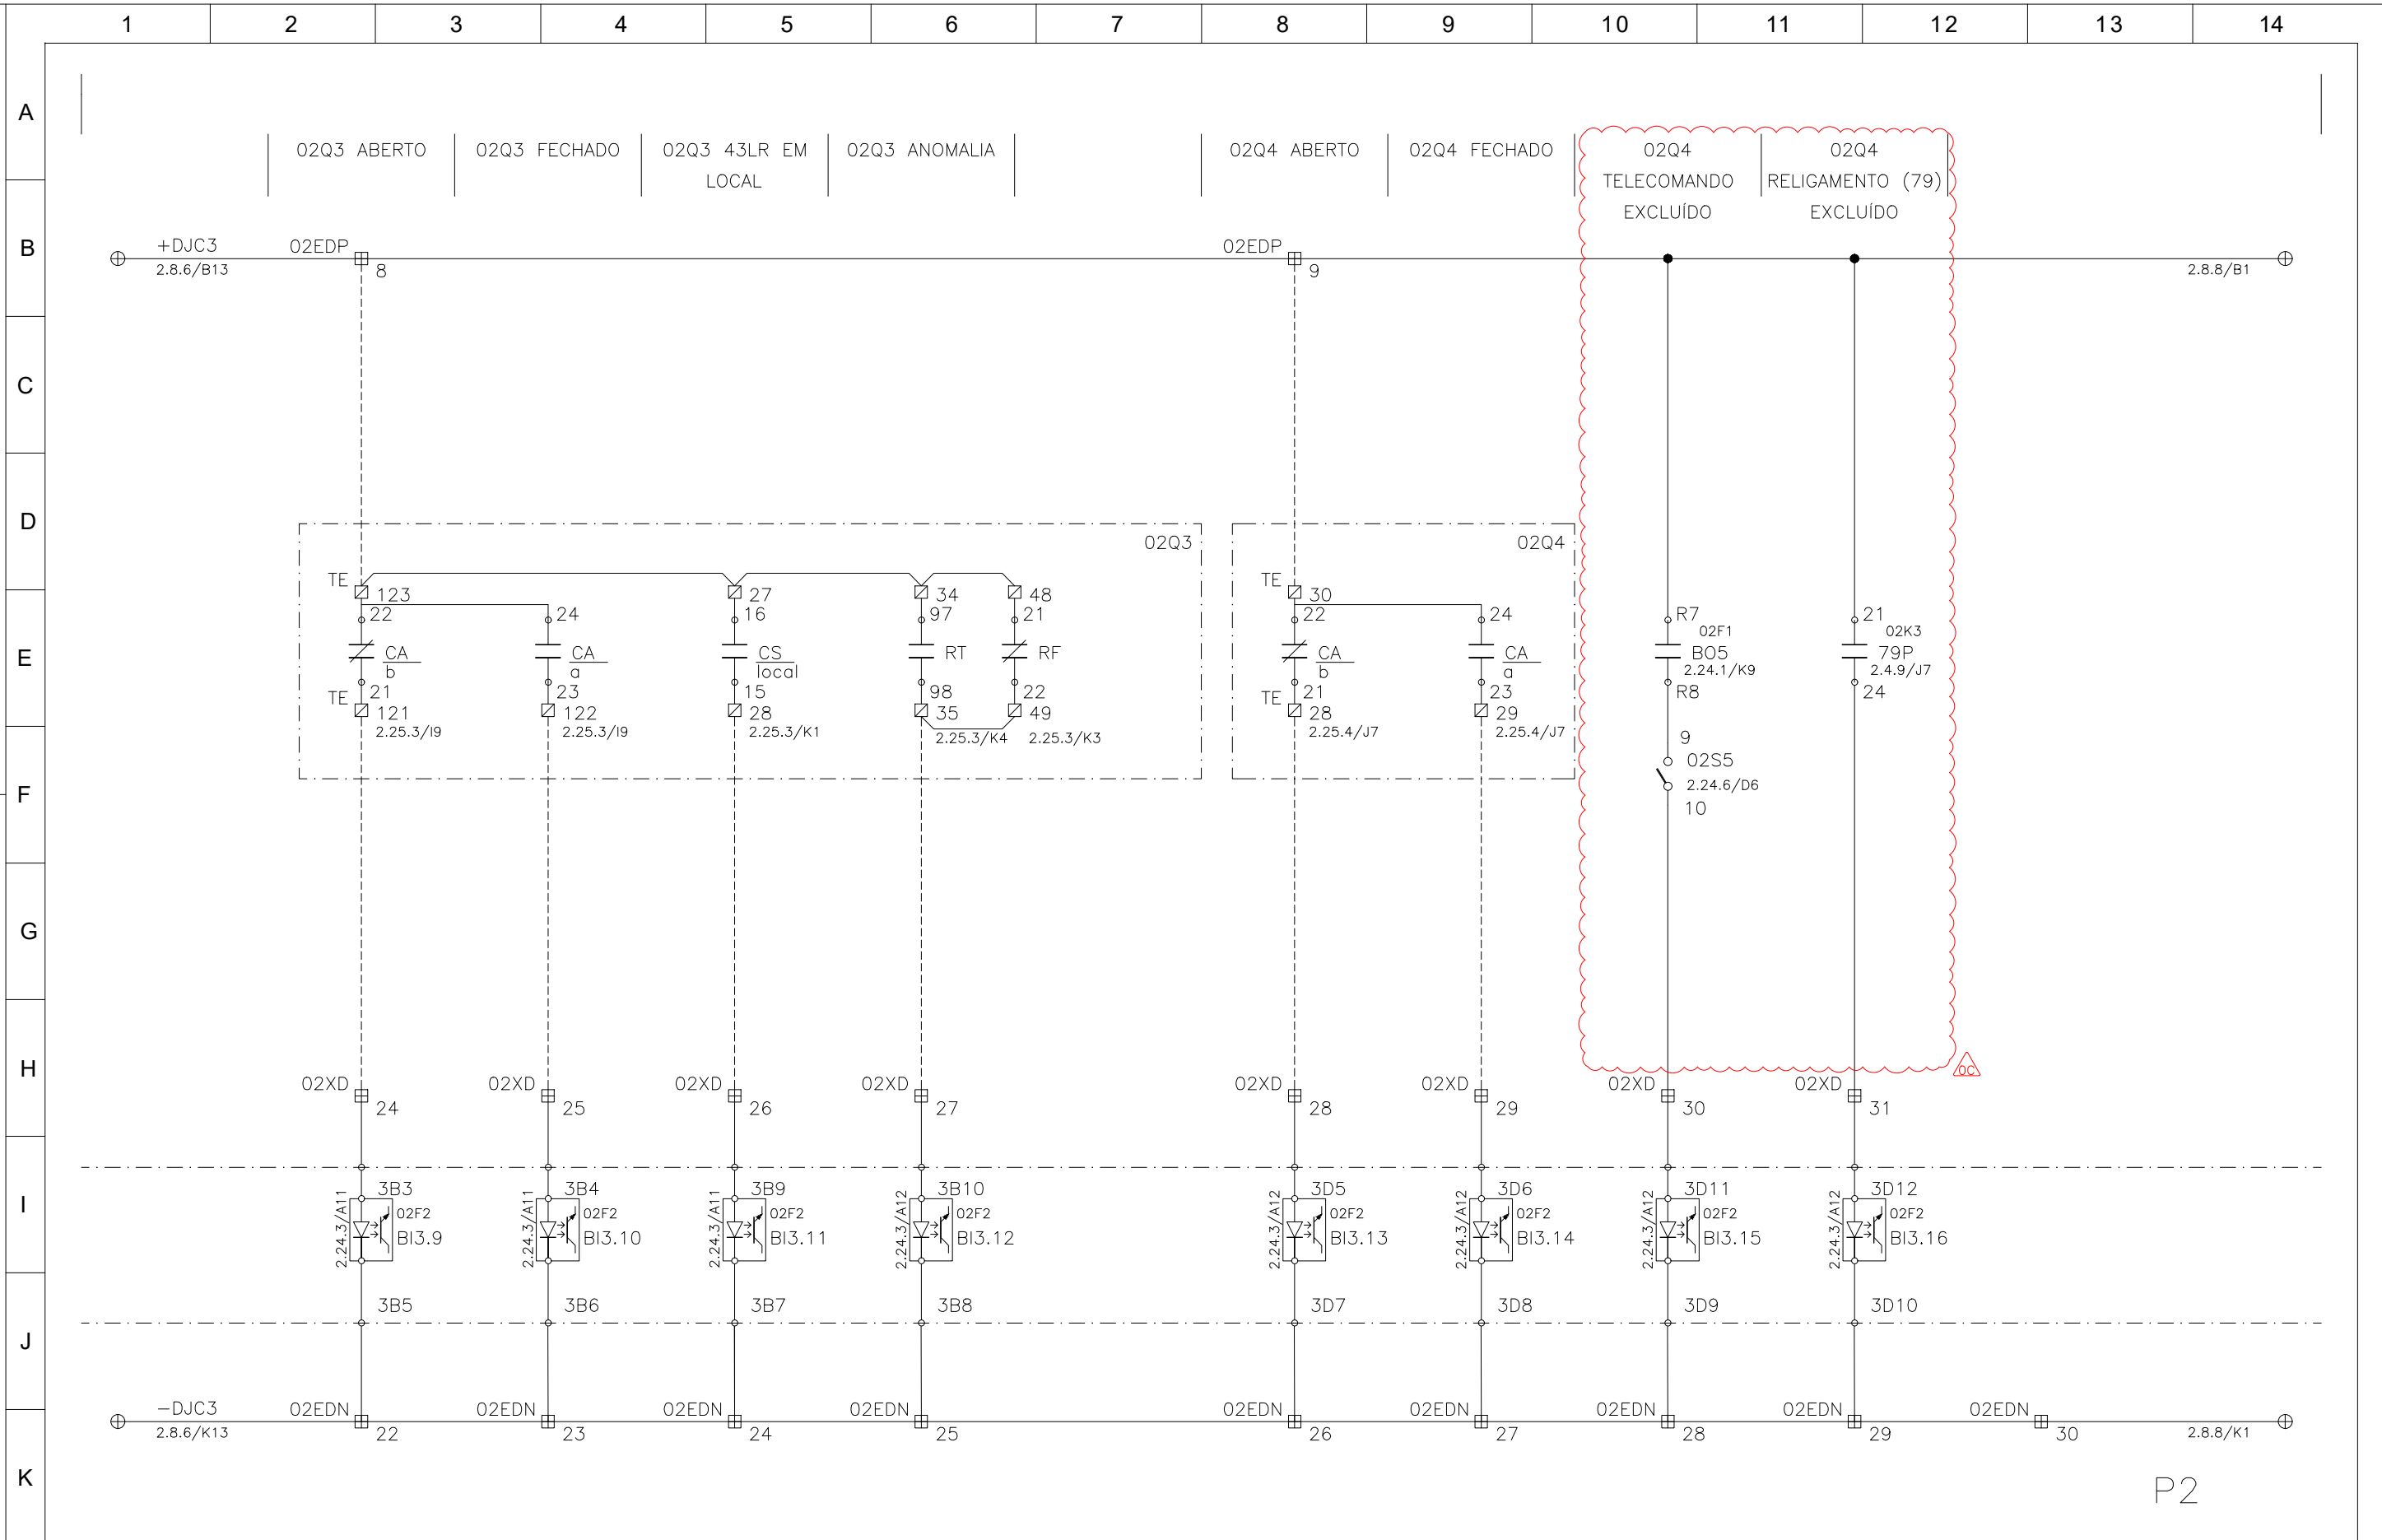 1 2 3 4 5 6 7 8 9 10 11 12 13 14
A
02Q3 ABERTO
02Q3 FECHADO
02Q3 43LR EM
LOCAL
02Q3 ANOMALIA
02Q4 ABERTO
02Q4 FECHADO
02Q4
TELECOMANDO
EXCLUÍDO
02Q4
RELIGAMENTO (79)
EXCLUÍDO
B
+DJC3
2.8.6/B13
02EDP
8
02EDP
9
2.8.8/B1
C
D
02Q3
02Q4
TE
123
27
34
48
TE
30
E
22
24
16
97
21
22
24
R7
21
CA
b
CA
a
CS
local
RT
RF
CA
b
CA
a
02F1
BO5
2.24.1/K9
02K3
79P
2.4.9/J7
TE
21
23
15
98
22
TE
21
23
R8
24
121
122
28
35
49
28
29
2.25.3/I9
2.25.3/I9
2.25.3/K1
2.25.3/K4
2.25.3/K3
2.25.4/J7
2.25.4/J7
F
9
02S5
2.24.6/D6
10
G
H
0C
02XD
24
02XD
25
02XD
26
02XD
27
02XD
28
02XD
29
02XD
30
02XD
31
I
2.24.3/A11
3B3
02F2
BI3.9
2.24.3/A11
3B4
02F2
BI3.10
2.24.3/A11
3B9
02F2
BI3.11
2.24.3/A12
3B10
02F2
BI3.12
2.24.3/A12
3D5
02F2
BI3.13
2.24.3/A12
3D6
02F2
BI3.14
2.24.3/A12
3D11
02F2
BI3.15
2.24.3/A12
3D12
02F2
BI3.16
3B5
3B6
3B7
3B8
3D7
3D8
3D9
3D10
J
-DJC3
2.8.6/K13
02EDN
22
02EDN
23
02EDN
24
02EDN
25
02EDN
26
02EDN
27
02EDN
28
02EDN
29
02EDN
30
2.8.8/K1
K
P2